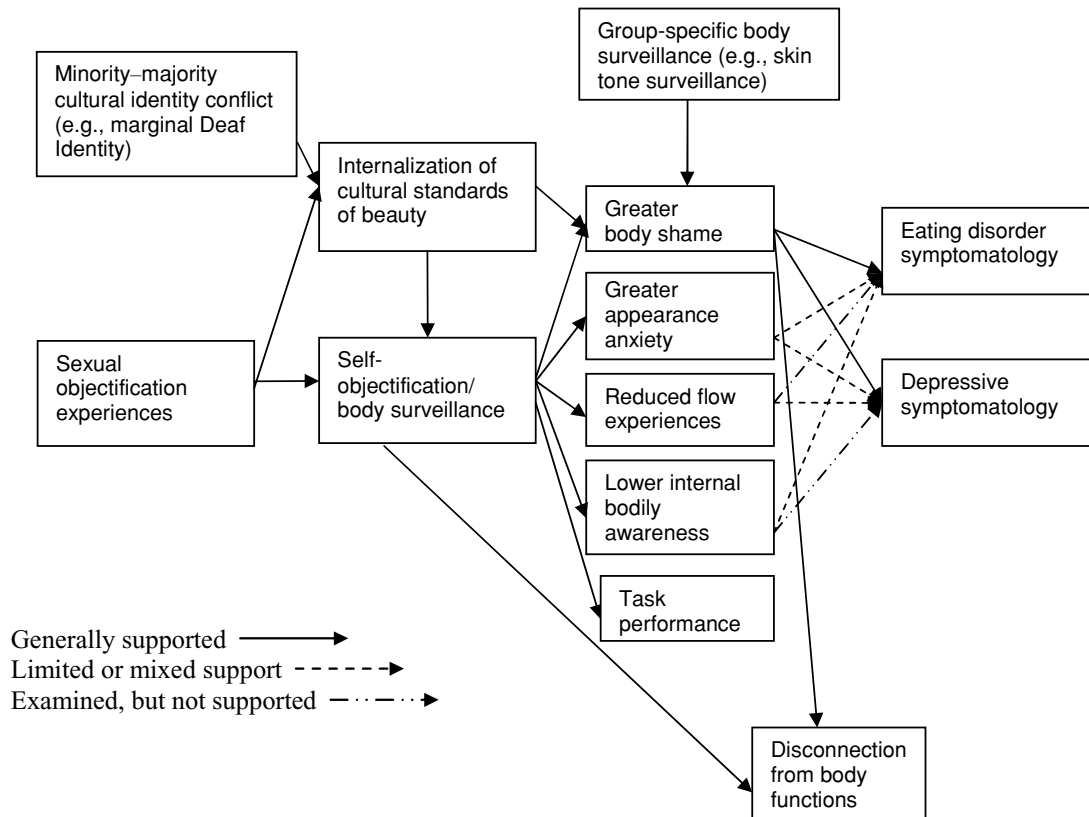 Group-specific body
surveillance (e.g., skin
tone surveillance)
Minority–majority
cultural identity conflict
(e.g., marginal Deaf
Identity)
Internalization of
cultural standards
of beauty
Greater
body shame
Eating disorder
symptomatology
Greater
appearance
anxiety
Sexual
objectification
experiences
Self-
objectification/
body surveillance
Reduced flow
experiences
Depressive
symptomatology
Lower internal
bodily
awareness
Task
performance
Generally supported
Limited or mixed support
Examined, but not supported
Disconnection
from body
functions